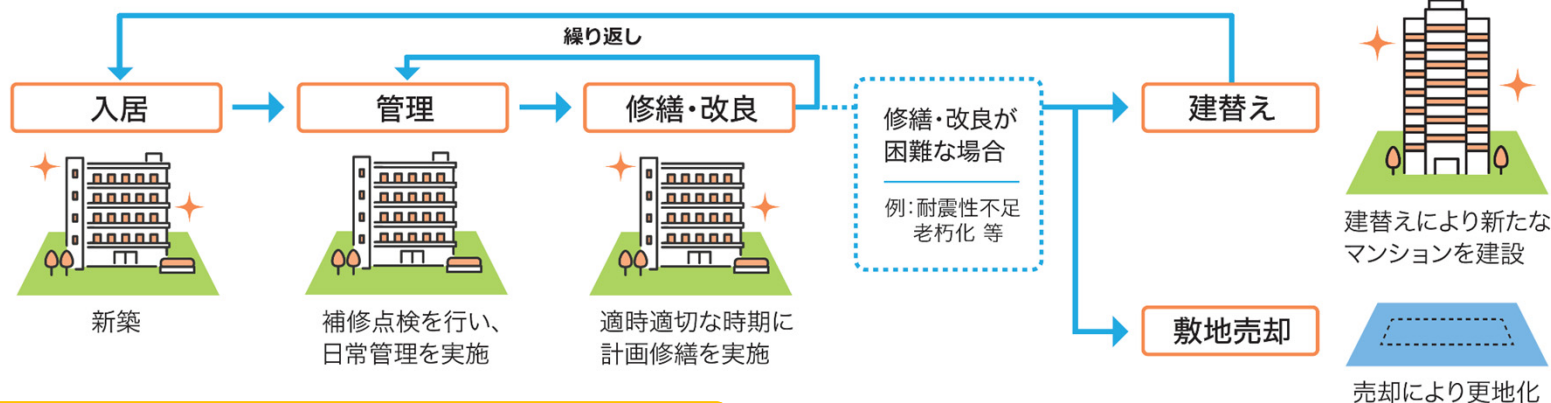 繰り返し
入居
管理
修繕・改良
修繕・改良が
困難な場合
例：耐震性不足
老朽化 等
建替え
敷地売却
新築
補修点検を行い、
日常管理を実施
適時適切な時期に
計画修繕を実施
建替えにより新たな
マンションを建設
売却により更地化